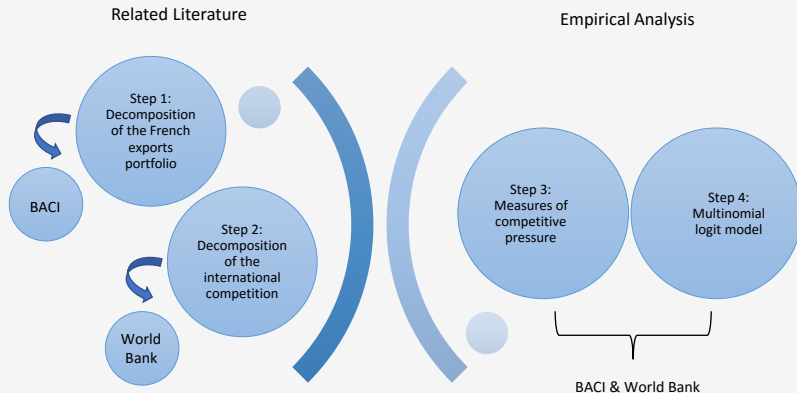 Related Literature
Empirical Analysis
Step 1:
Decomposition
of the French
exports
portfolio
BACI
Step 2:
Decomposition
of the
international
competition
World
Bank
Step 3:
Measures of
competitive
pressure
Step 4:
Multinomial
logit model
BACI & World Bank